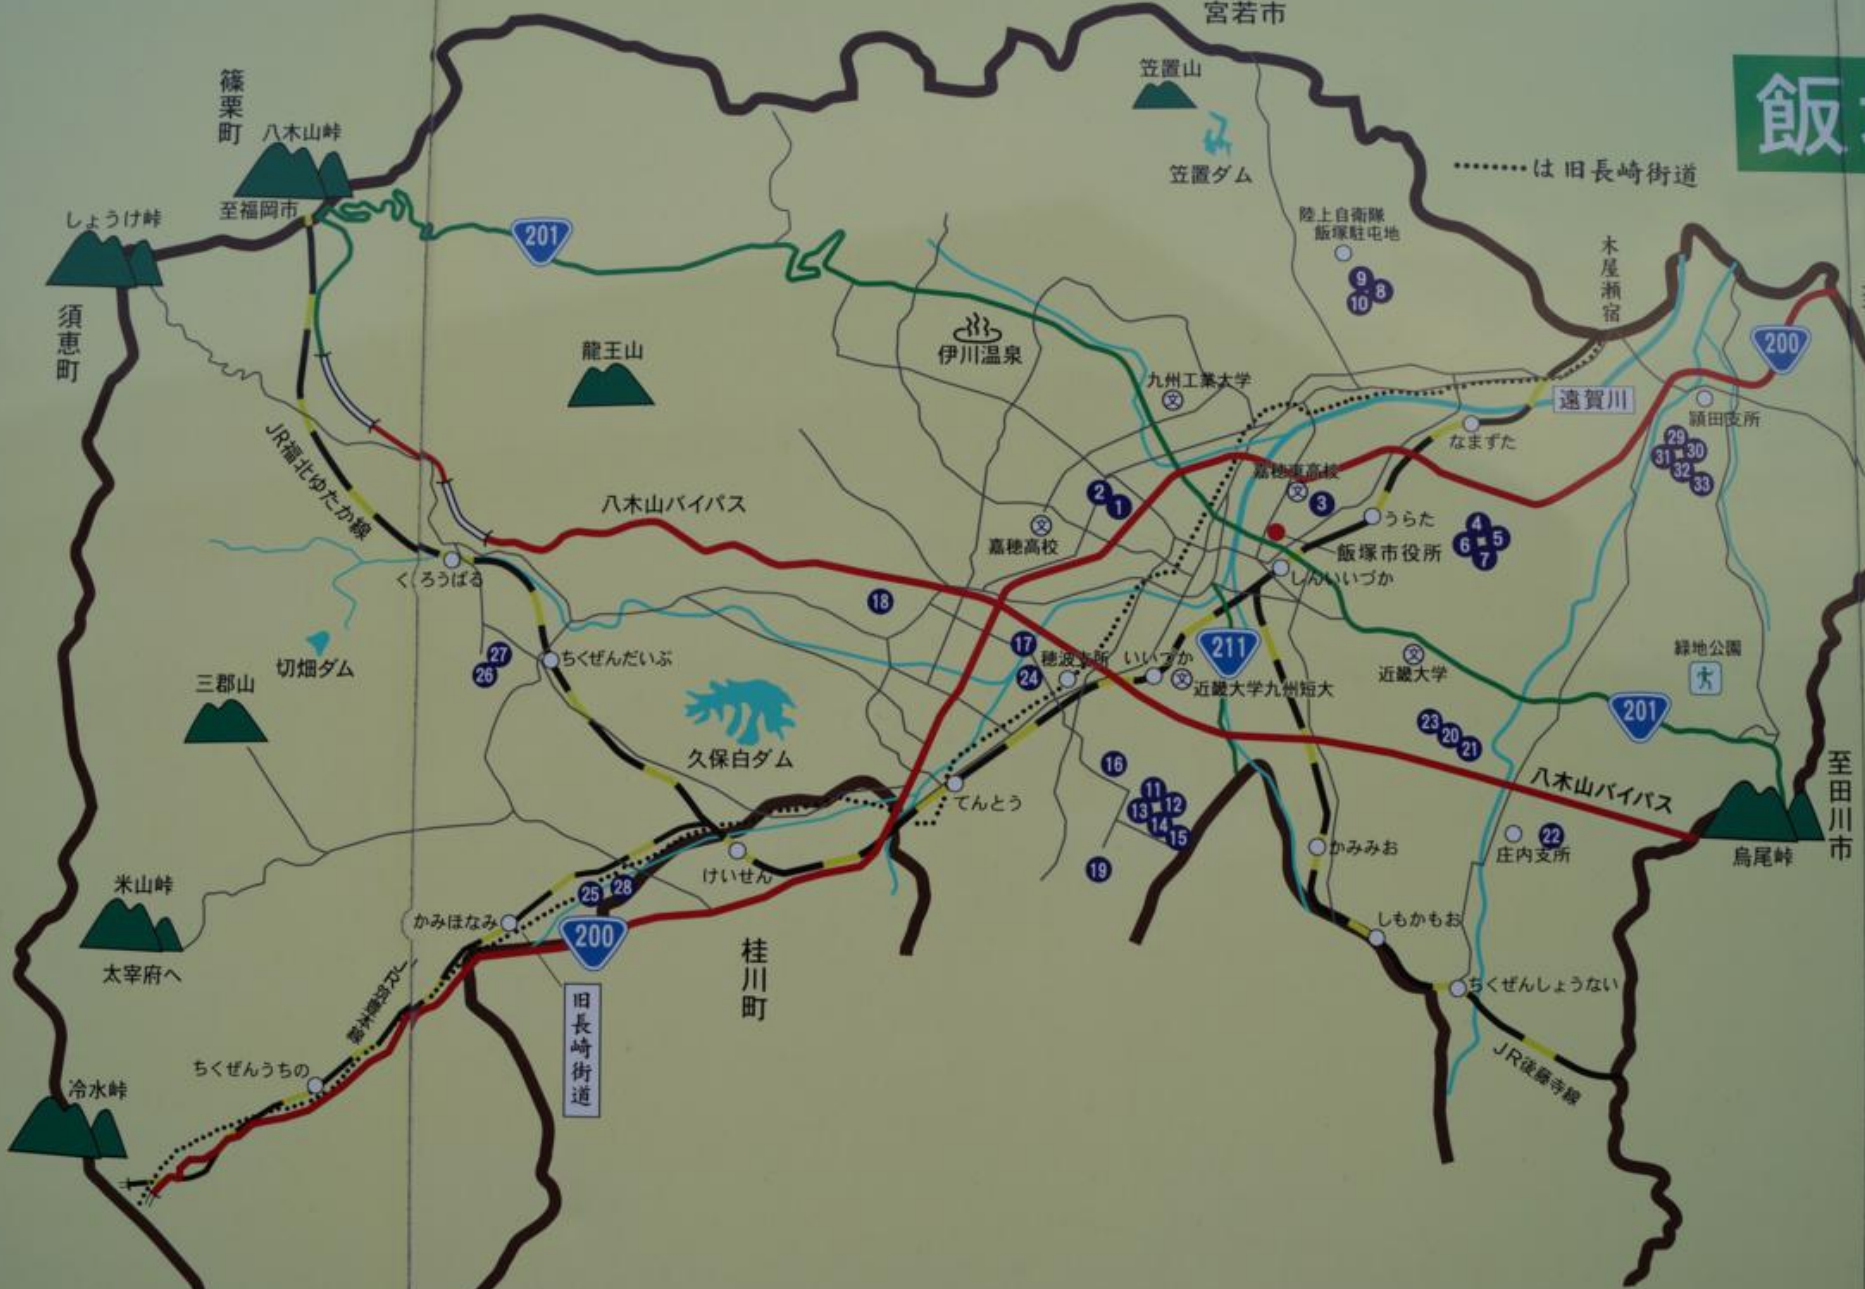 宮若市
飯
篠栗町
八木山峠
笠置山
笠置ダム
………は旧長崎街道
至福岡市
しょうけ峠
須恵町
201
陸上自衛隊
飯塚駐屯地
9
8
10
木屋瀬宿
200
龍王山
伊川温泉
九州工業大学
文
遠賀川
頴田支所
29
30
31
32
33
なまずた
JR福北ゆたか線
八木山バイパス
嘉穂東高校
文
3
2
1
文
嘉穂高校
うらた
4
5
6
7
飯塚市役所
しんいいづか
くろうばる
18
切畑ダム
27
26
ちくぜんだいぶ
17
穂波支所
24
いいづか
211
文
近畿大学九州短大
文
近畿大学
緑地公園
201
三郡山
久保白ダム
23
20
21
八木山バイパス
至田川市
16
11
12
13
14
15
19
てんとう
かみみお
22
庄内支所
烏尾峠
けいせん
米山峠
太宰府へ
25
28
かみほなみ
200
桂川町
しもかもお
ちくぜんしょうない
JR筑豊本線
旧長崎街道
JR後藤寺線
ちくぜんうちの
冷水峠